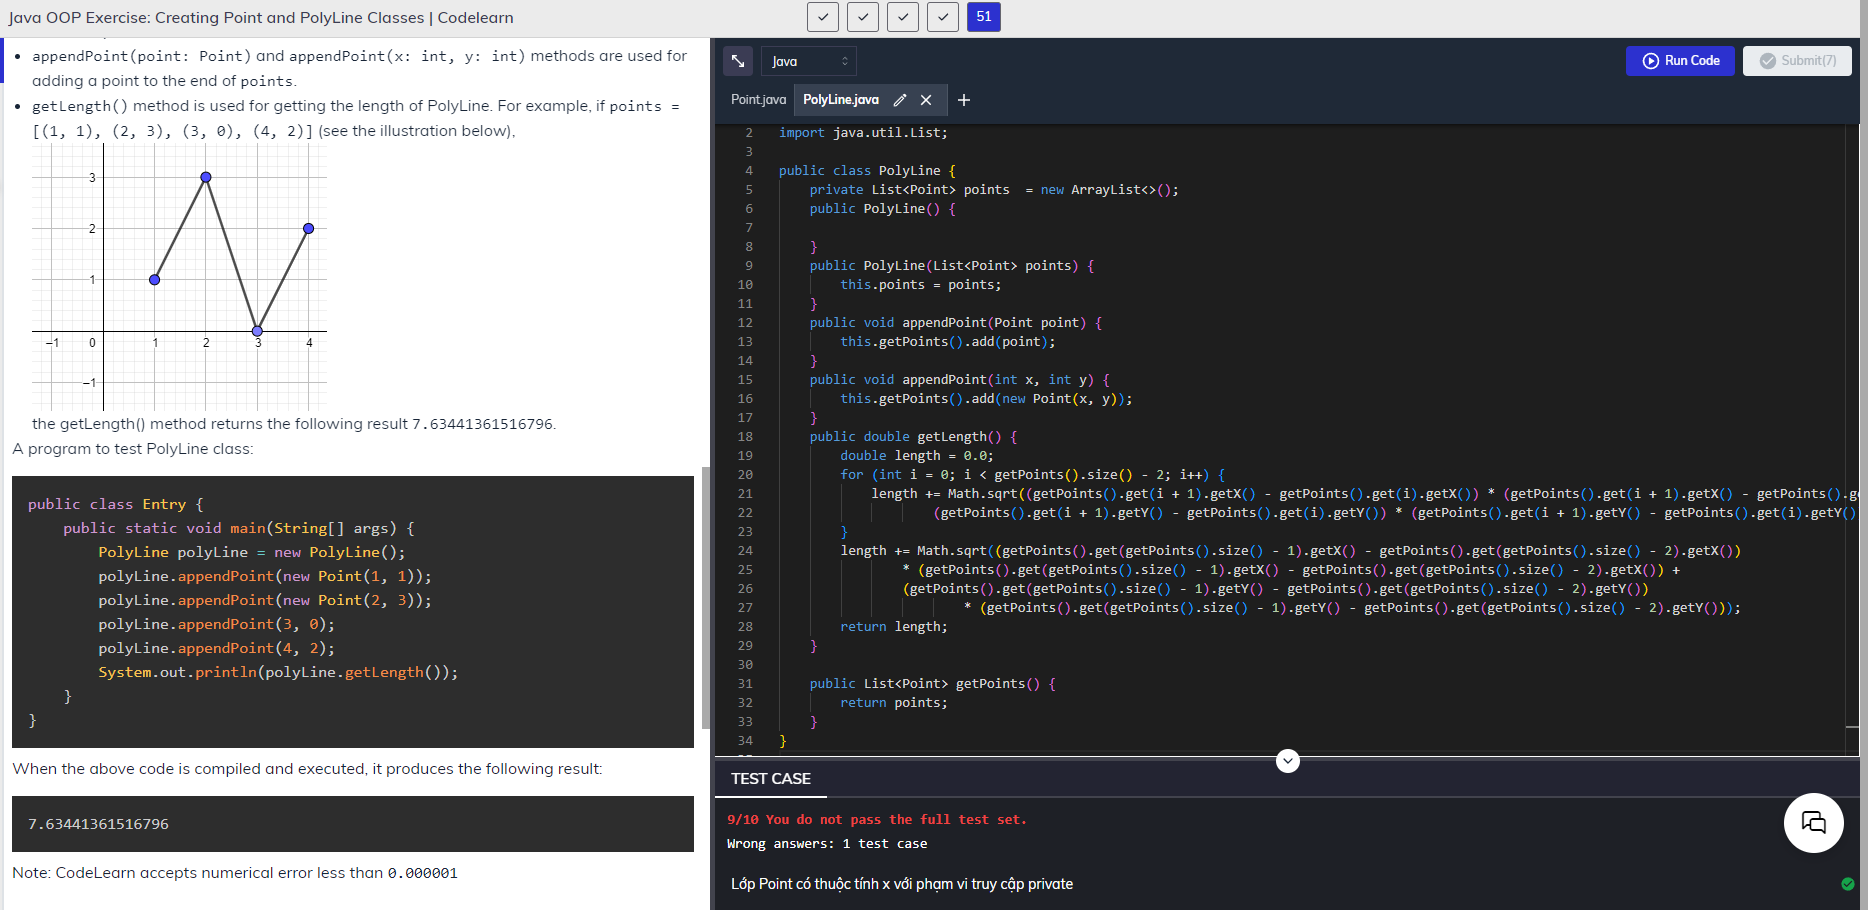 Java OOP Exercise: Creating Point and PolyLine Classes | Codelearn
51
• appendPoint(point: Point) and appendPoint(x: int, y: int) methods are used for
adding a point to the end of points.
• getLength() method is used for getting the length of PolyLine. For example, if points =
[(1, 1), (2, 3), (3, 0), (4, 2)] (see the illustration below),
3
2
1
−1 0 1 2 3 4
−1
the getLength() method returns the following result 7.63441361516796.
A program to test PolyLine class:
public class Entry {
public static void main(String[] args) {
PolyLine polyLine = new PolyLine();
polyLine.appendPoint(new Point(1, 1));
polyLine.appendPoint(new Point(2, 3));
polyLine.appendPoint(3, 0);
polyLine.appendPoint(4, 2);
System.out.println(polyLine.getLength());
}
}
When the above code is compiled and executed, it produces the following result:
7.63441361516796
Note: CodeLearn accepts numerical error less than 0.000001
Java
Run Code
Submit(7)
Point.java
PolyLine.java
2 import java.util.List;
3
4 public class PolyLine {
5 private List<Point> points  = new ArrayList<>();
6 public PolyLine() {
7
8 }
9 public PolyLine(List<Point> points) {
10 this.points = points;
11 }
12 public void appendPoint(Point point) {
13 this.getPoints().add(point);
14 }
15 public void appendPoint(int x, int y) {
16 this.getPoints().add(new Point(x, y));
17 }
18 public double getLength() {
19 double length = 0.0;
20 for (int i = 0; i < getPoints().size() - 2; i++) {
21 length += Math.sqrt((getPoints().get(i + 1).getX() - getPoints().get(i).getX()) * (getPoints().get(i + 1).getX() - getPoints().g
22 (getPoints().get(i + 1).getY() - getPoints().get(i).getY()) * (getPoints().get(i + 1).getY() - getPoints().get(i).getY()
23 }
24 length += Math.sqrt((getPoints().get(getPoints().size() - 1).getX() - getPoints().get(getPoints().size() - 2).getX())
25 * (getPoints().get(getPoints().size() - 1).getX() - getPoints().get(getPoints().size() - 2).getX()) +
26 (getPoints().get(getPoints().size() - 1).getY() - getPoints().get(getPoints().size() - 2).getY())
27 * (getPoints().get(getPoints().size() - 1).getY() - getPoints().get(getPoints().size() - 2).getY()));
28 return length;
29 }
30
31 public List<Point> getPoints() {
32 return points;
33 }
34 }
TEST CASE
9/10 You do not pass the full test set.
Wrong answers: 1 test case
Lớp Point có thuộc tính x với phạm vi truy cập private